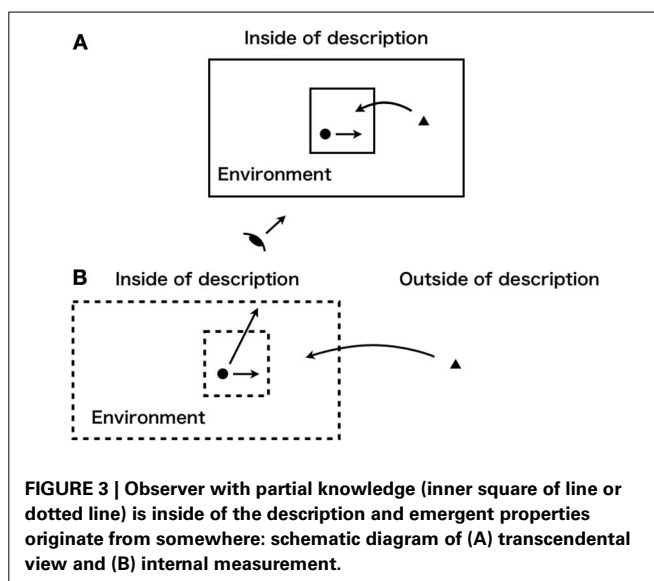 A
Inside of description
Environment
B
Inside of description
Outside of description
Environment
FIGURE 3 | Observer with partial knowledge (inner square of line or
dotted line) is inside of the description and emergent properties
originate from somewhere: schematic diagram of (A) transcendental
view and (B) internal measurement.